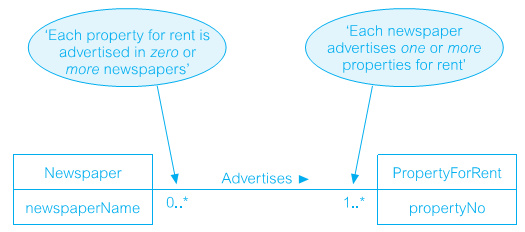 ‘Each property for rent is
advertised in zero or
more newspapers’
‘Each newspaper
advertises one or more
properties for rent’
Newspaper
newspaperName
Advertises ►
0..*
1..*
PropertyForRent
propertyNo